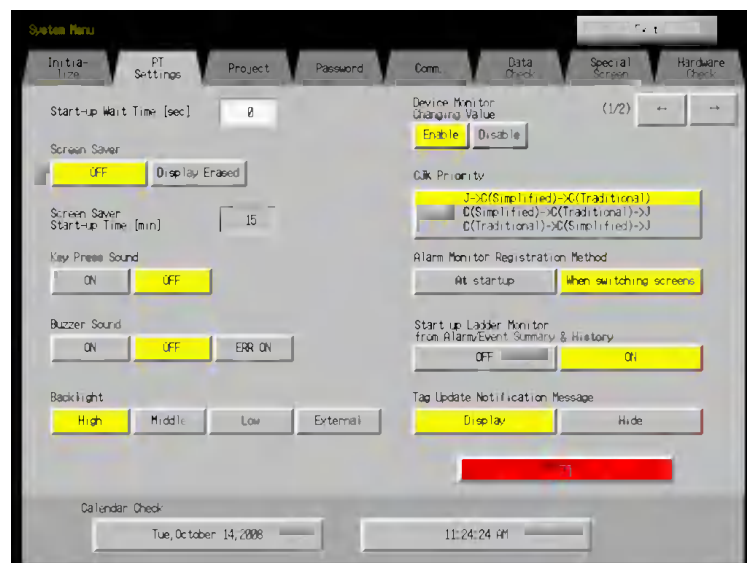 System Menu
Initia-
lize
PT
Settings
Project
Password
Comm.
Data
Check
Special
Screen
Hardware
Check
Start-up Wait Time [sec]
0
Device Monitor
Changing Value
(1/2)
←
→
Enable
Disable
Screen Saver
OFF
Display Erased
CJK Priority
J->C(Simplified)->C(Traditional)
C(Simplified)->C(Traditional)->J
C(Traditional)->C(Simplified)->J
Screen Saver
Start-up Time [min]
15
Key Press Sound
ON
OFF
Alarm Monitor Registration Method
At startup
When switching screens
Buzzer Sound
ON
OFF
ERR ON
Start up Ladder Monitor
from Alarm/Event Summary & History
OFF
ON
Backlight
High
Middle
Low
External
Tag Update Notification Message
Display
Hide
Calendar Check
Tue,October 14,2008
11:24:24 AM